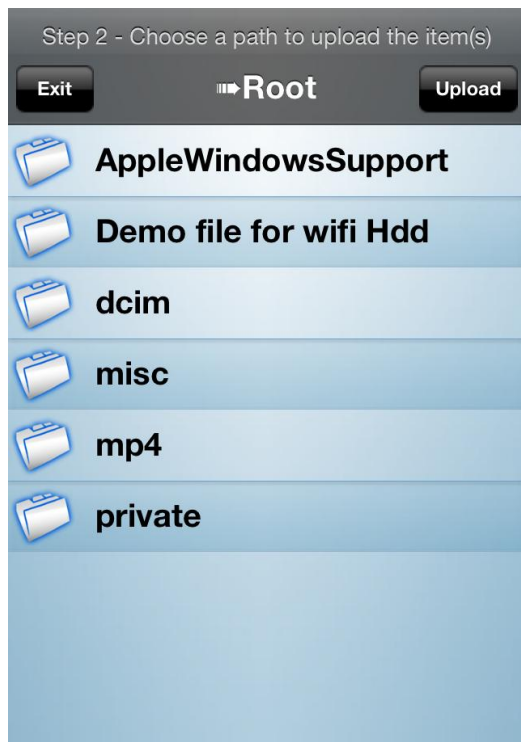 Step 2 - Choose a path to upload the item(s)
Exit ➠Root Upload
AppleWindowsSupport
Demo file for wifi Hdd
dcim
misc
mp4
private